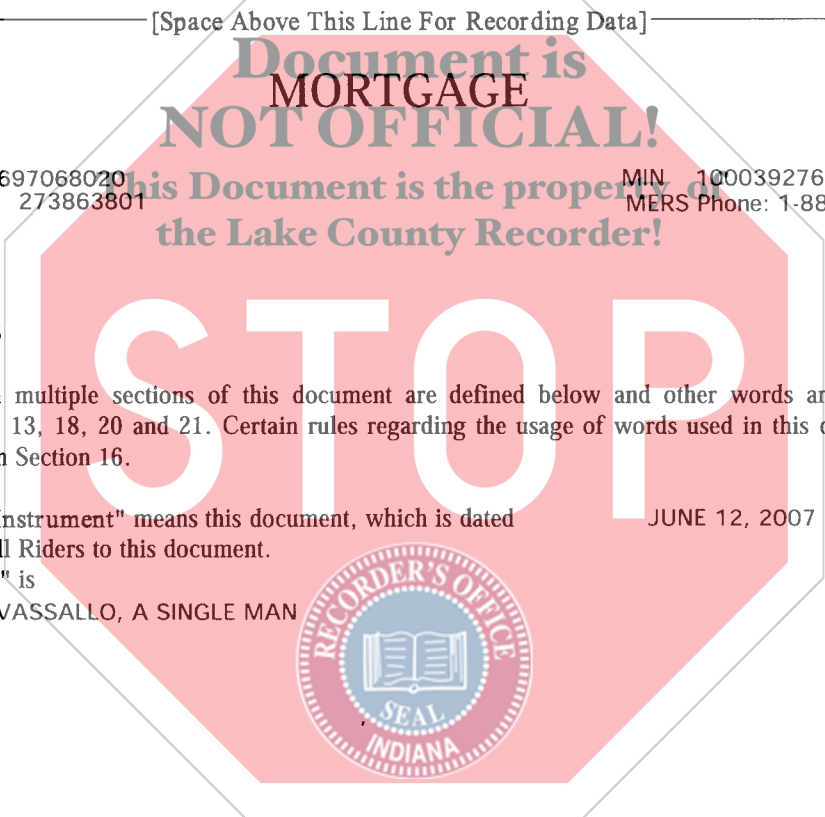 [Space Above This Line For Recording Data]
Document is
MORTGAGE
NOT OFFICIAL!
697068020
MIN 100039276
This Document is the property of
273863801
MERS Phone: 1-88
the Lake County Recorder!
STOP
multiple sections of this document are defined below and other words
13, 18, 20 and 21. Certain rules regarding the usage of words used in this
Section 16.
Instrument" means this document, which is dated JUNE 12, 2007
Riders to this document.
" is
VASSALLO, A SINGLE MAN
RECORDER'S OFFICE
SEAL
INDIANA